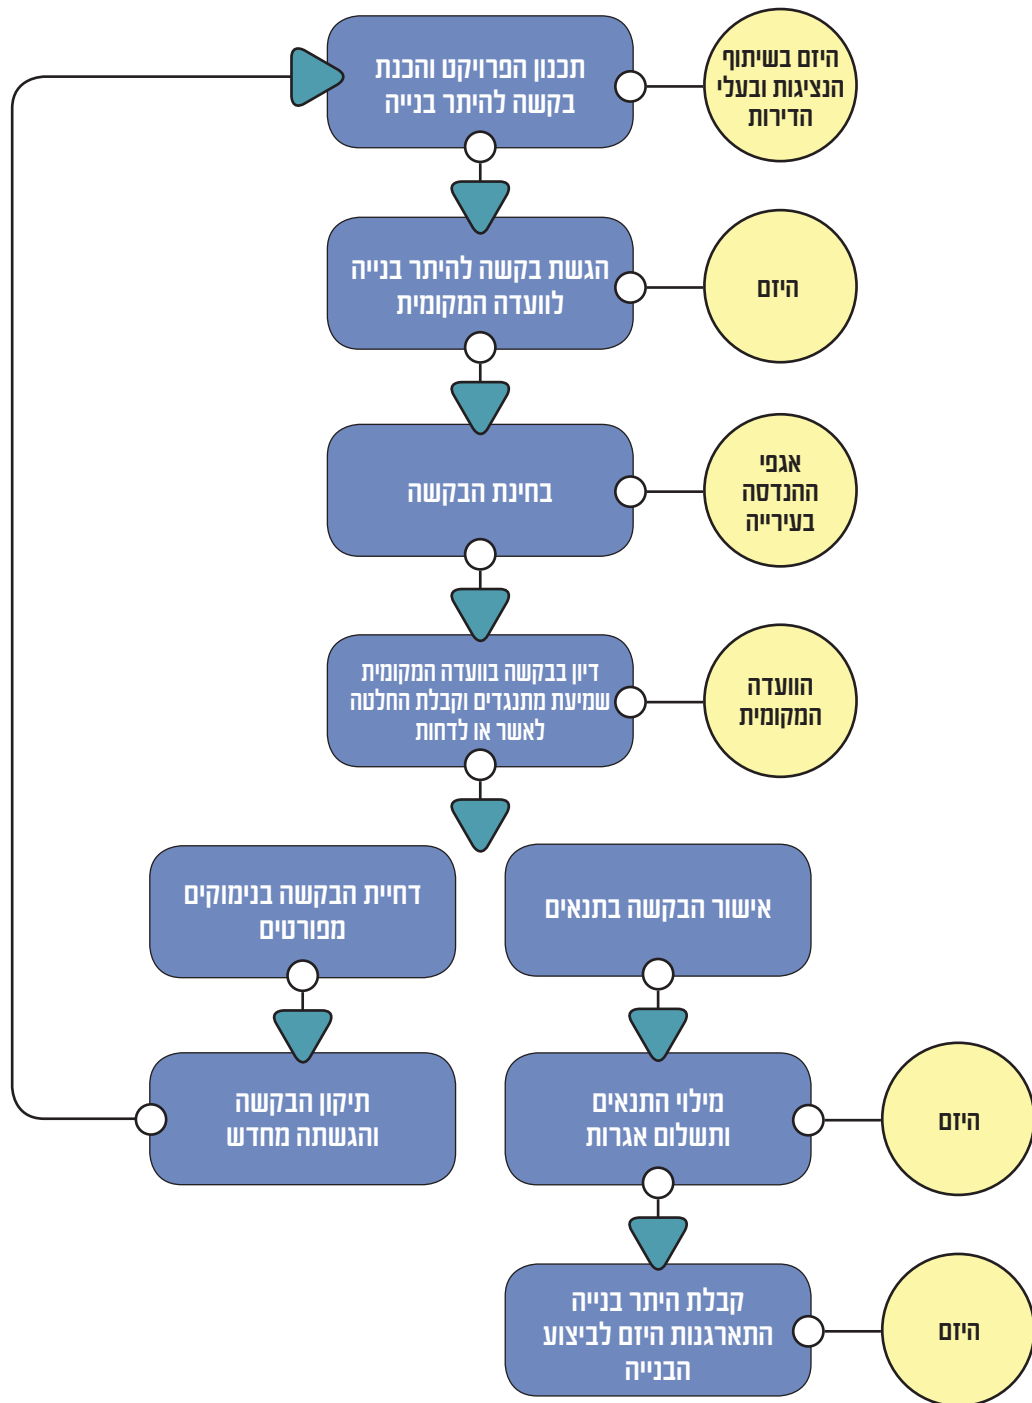 תכנון הפרויקט והכנת
בקשה להיתר בנייה
היזם בשיתוף
הנציגות ובעלי
הדירות
הגשת בקשה להיתר בנייה
לוועדה המקומית
היזם
בחינת הבקשה
אגפי
ההנדסה
בעירייה
דיון בבקשה בוועדה המקומית
שמיעת מתנגדים וקבלת החלטה
לאשר או לדחות
הוועדה
המקומית
אישור הבקשה בתנאים
דחיית הבקשה בנימוקים
מפורטים
מילוי התנאים
ותשלום אגרות
היזם
תיקון הבקשה
והגשתה מחדש
קבלת היתר בנייה
התארגנות היזם לביצוע
הבנייה
היזם